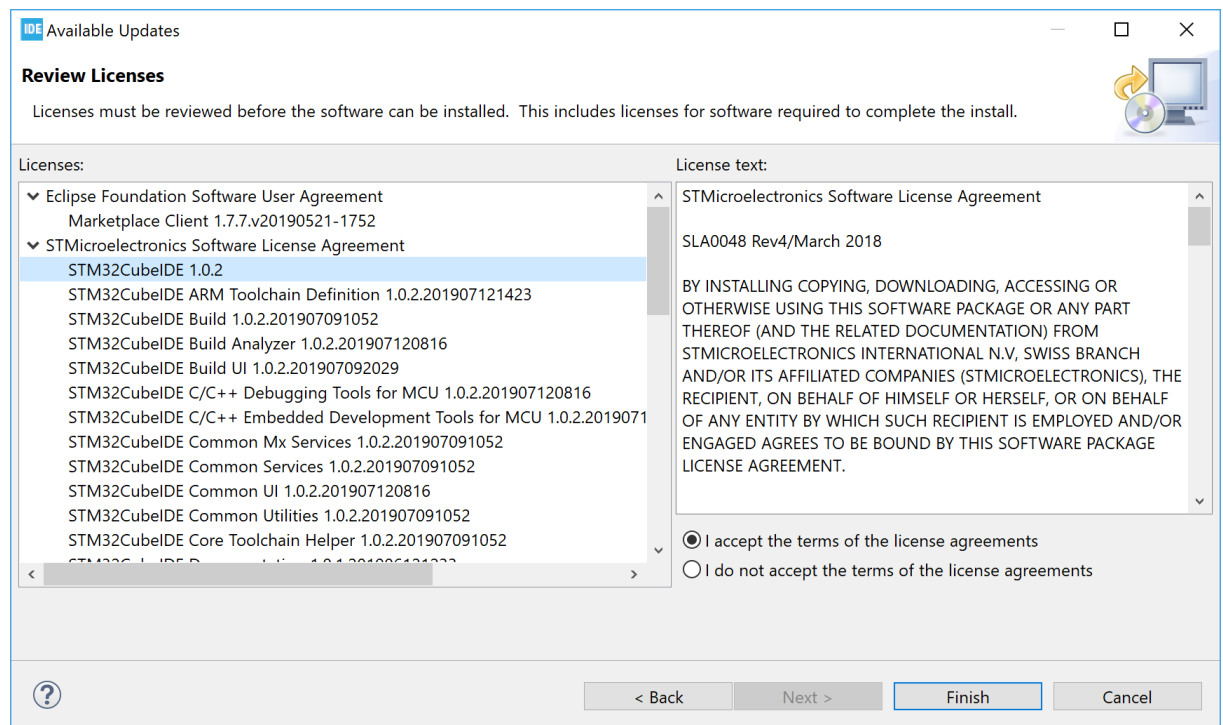 IDE Available Updates
Review Licenses
Licenses must be reviewed before the software can be installed.  This includes licenses for software required to complete the install.
Licenses:
Eclipse Foundation Software User Agreement
Marketplace Client 1.7.7.v20190521-1752
STMicroelectronics Software License Agreement
STM32CubeIDE 1.0.2
STM32CubeIDE ARM Toolchain Definition 1.0.2.201907121423
STM32CubeIDE Build 1.0.2.201907091052
STM32CubeIDE Build Analyzer 1.0.2.201907120816
STM32CubeIDE Build UI 1.0.2.201907092029
STM32CubeIDE C/C++ Debugging Tools for MCU 1.0.2.201907120816
STM32CubeIDE C/C++ Embedded Development Tools for MCU 1.0.2.2019071
STM32CubeIDE Common Mx Services 1.0.2.201907091052
STM32CubeIDE Common Services 1.0.2.201907091052
STM32CubeIDE Common UI 1.0.2.201907120816
STM32CubeIDE Common Utilities 1.0.2.201907091052
STM32CubeIDE Core Toolchain Helper 1.0.2.201907091052
License text:
STMicroelectronics Software License Agreement
SLA0048 Rev4/March 2018
BY INSTALLING COPYING, DOWNLOADING, ACCESSING OR
OTHERWISE USING THIS SOFTWARE PACKAGE OR ANY PART
THEREOF (AND THE RELATED DOCUMENTATION) FROM
STMICROELECTRONICS INTERNATIONAL N.V, SWISS BRANCH
AND/OR ITS AFFILIATED COMPANIES (STMICROELECTRONICS), THE
RECIPIENT, ON BEHALF OF HIMSELF OR HERSELF, OR ON BEHALF
OF ANY ENTITY BY WHICH SUCH RECIPIENT IS EMPLOYED AND/OR
ENGAGED AGREES TO BE BOUND BY THIS SOFTWARE PACKAGE
LICENSE AGREEMENT.
I accept the terms of the license agreements
I do not accept the terms of the license agreements
?
< Back
Next >
Finish
Cancel